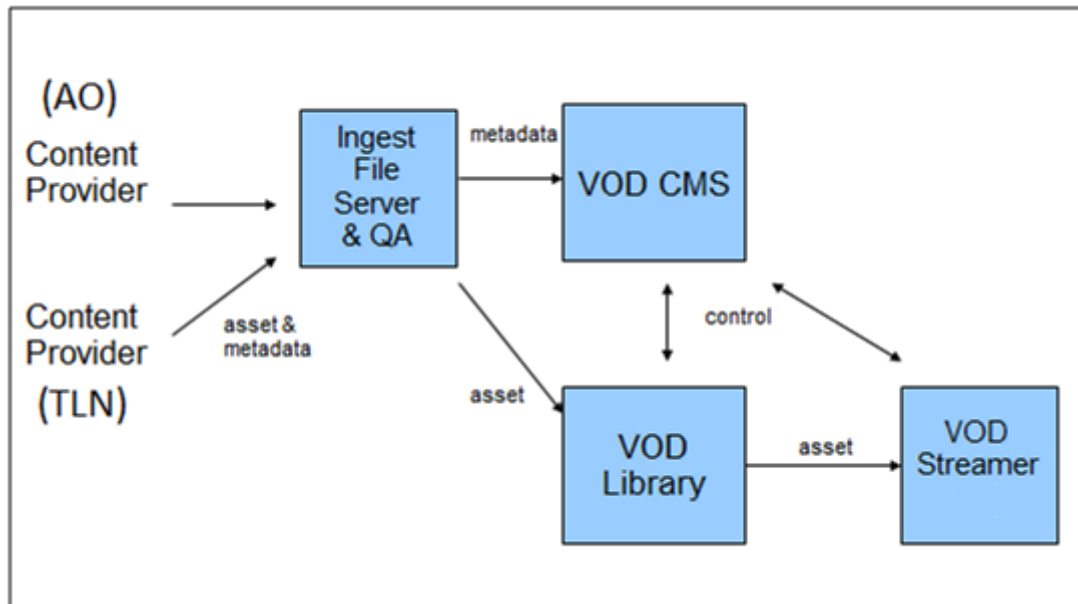 (AO)
Content
Provider
Ingest
File
Server
& QA
metadata
VOD CMS
Content
Provider
(TLN)
asset &
metadata
control
asset
VOD
Library
asset
VOD
Streamer